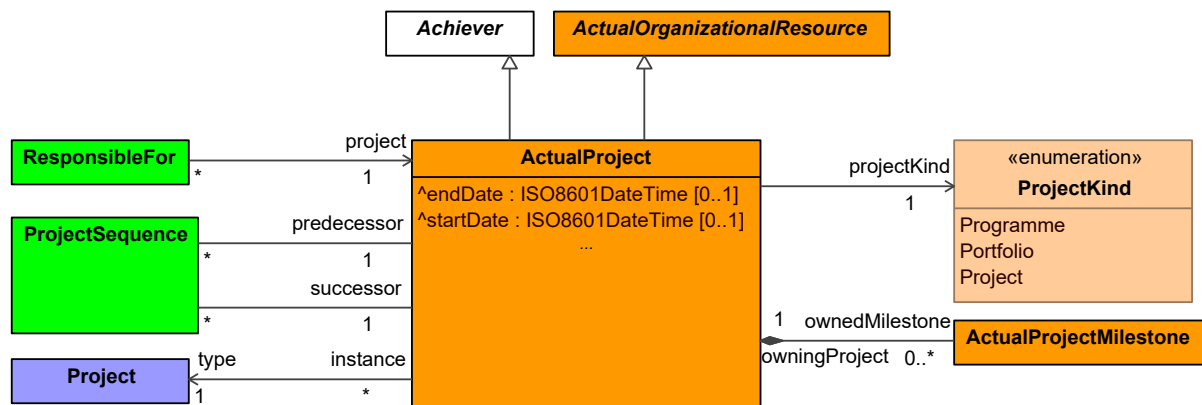 Achiever
ActualOrganizationalResource
ResponsibleFor
*
project
1
ActualProject
^endDate : ISO8601DateTime [0..1]
^startDate : ISO8601DateTime [0..1]
...
projectKind
1
«enumeration»
ProjectKind
Programme
Portfolio
Project
ProjectSequence
*
predecessor
1
*
successor
1
1
ownedMilestone
owningProject
0..*
ActualProjectMilestone
Project
type
1
instance
*